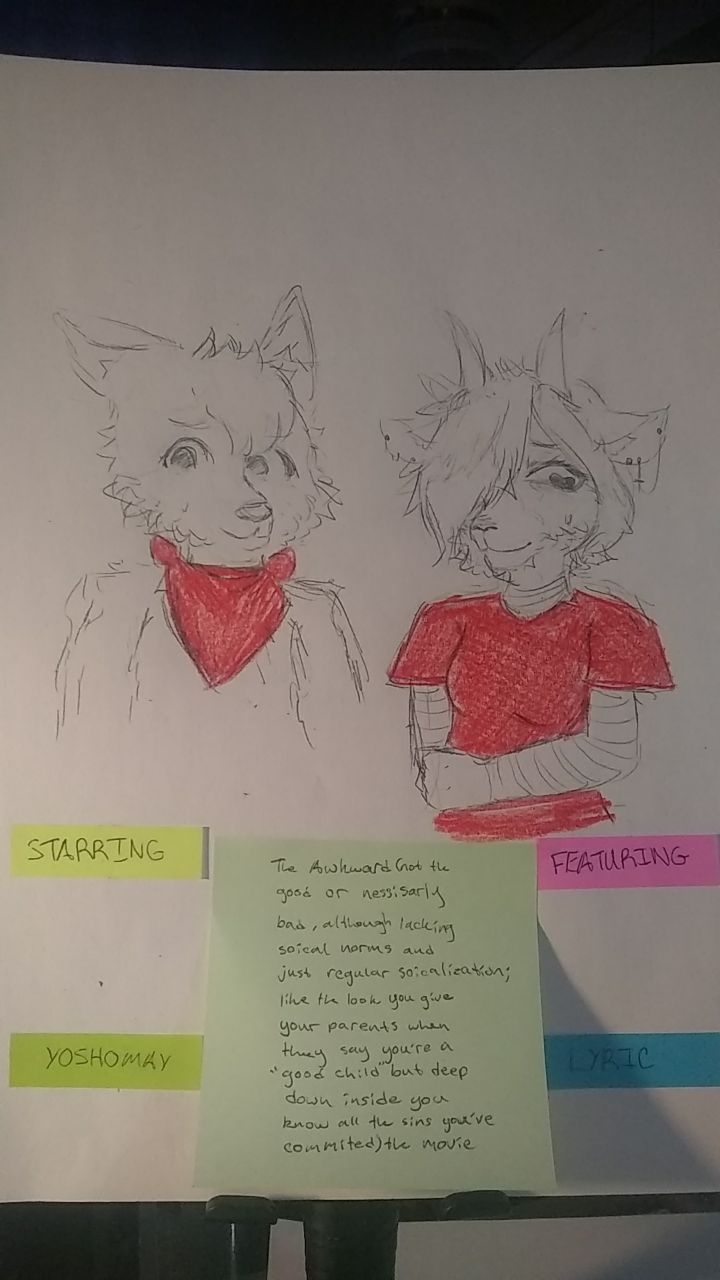 STARRING
FEATURING
The Awkward (not the
good or nessisarly
bad, although lacking
soical norms and
just regular soicalization;
like the look you give
your parents when
they say you're a
"good child" but deep
down inside you
know all the sins you've
commited) the movie
YOSHOMAY
LYRIC